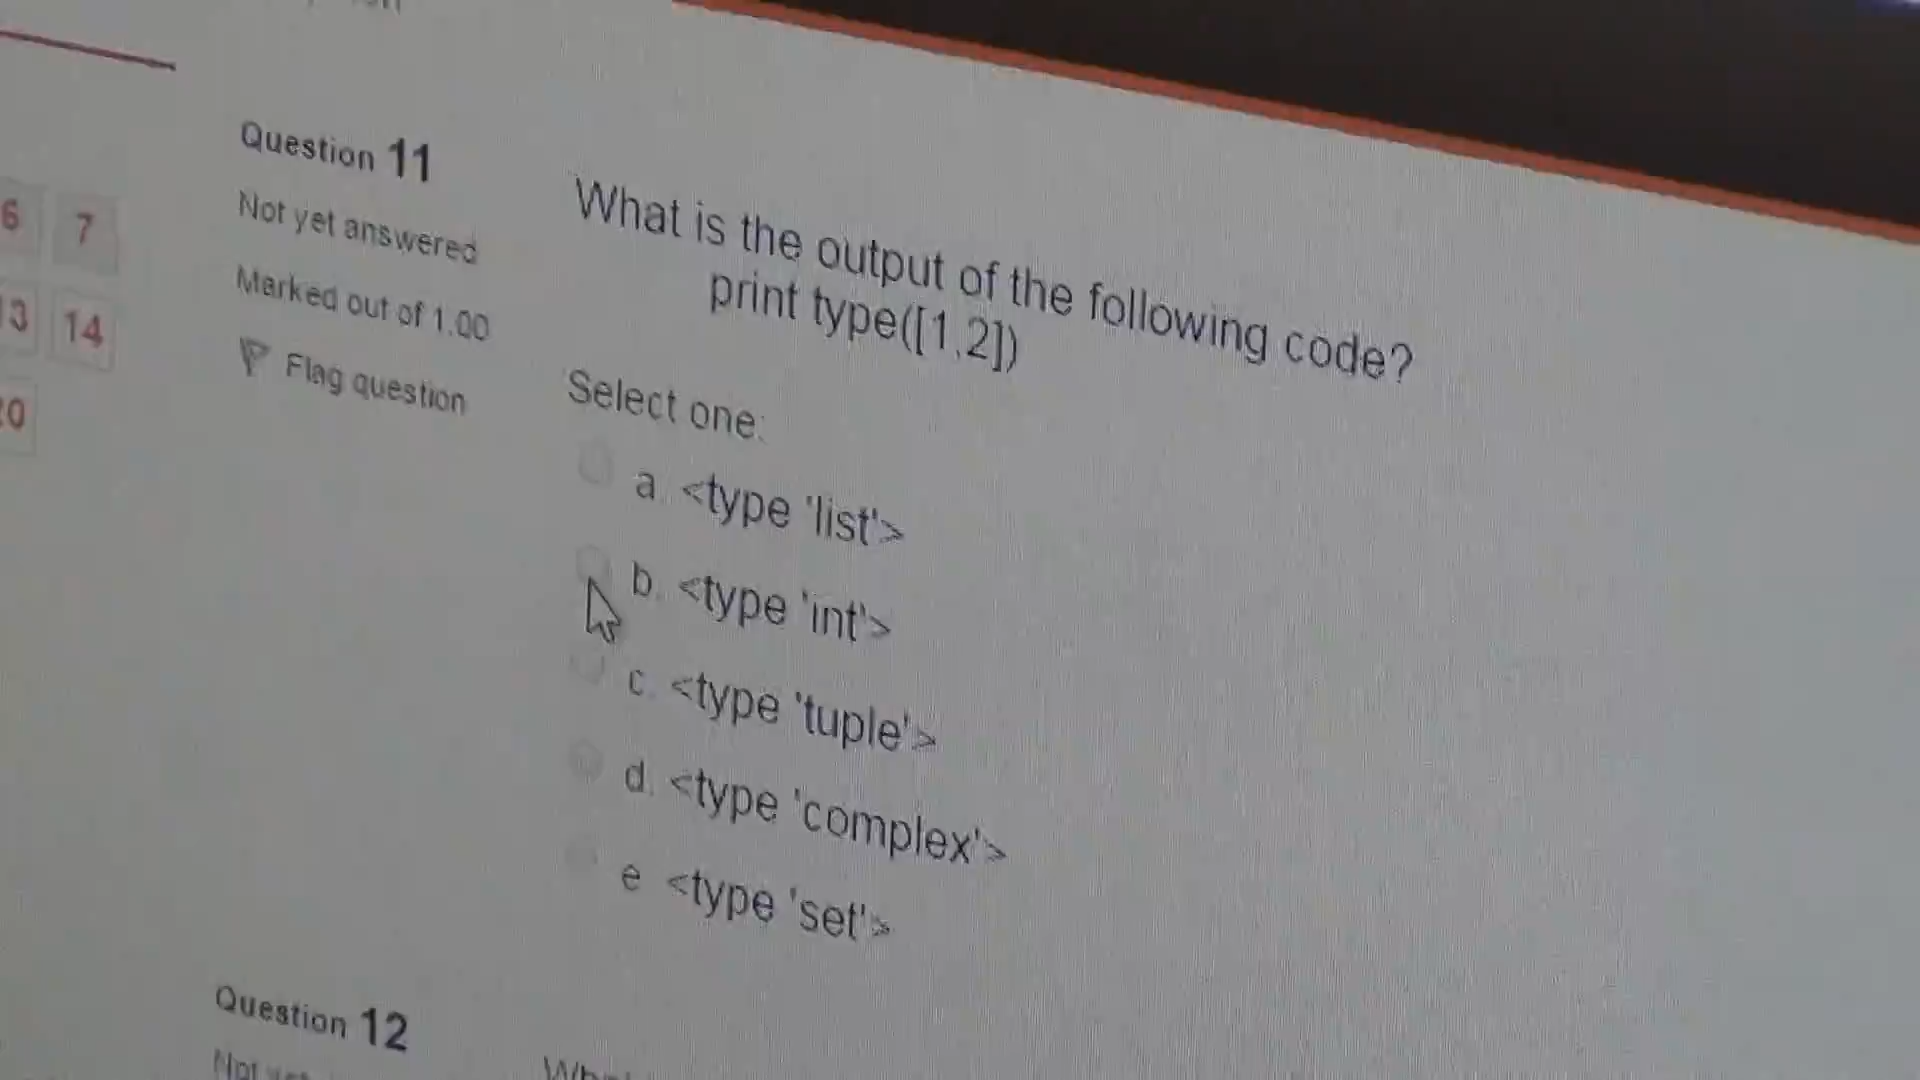 Question 11
Not yet answered
Marked out of 1.00
Flag question
6 7
13 14
20
What is the output of the following code?
print type([1,2])
Select one:
a. <type 'list'>
b. <type 'int'>
c. <type 'tuple'>
d. <type 'complex'>
e <type 'set'>
Question 12
Not